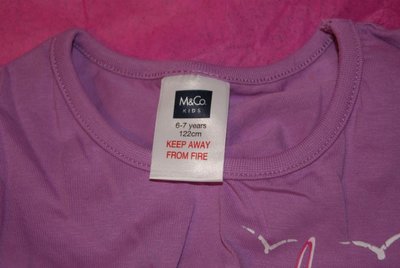 M&Co.
KIDS
6-7 years
122cm
KEEP AWAY
FROM FIRE